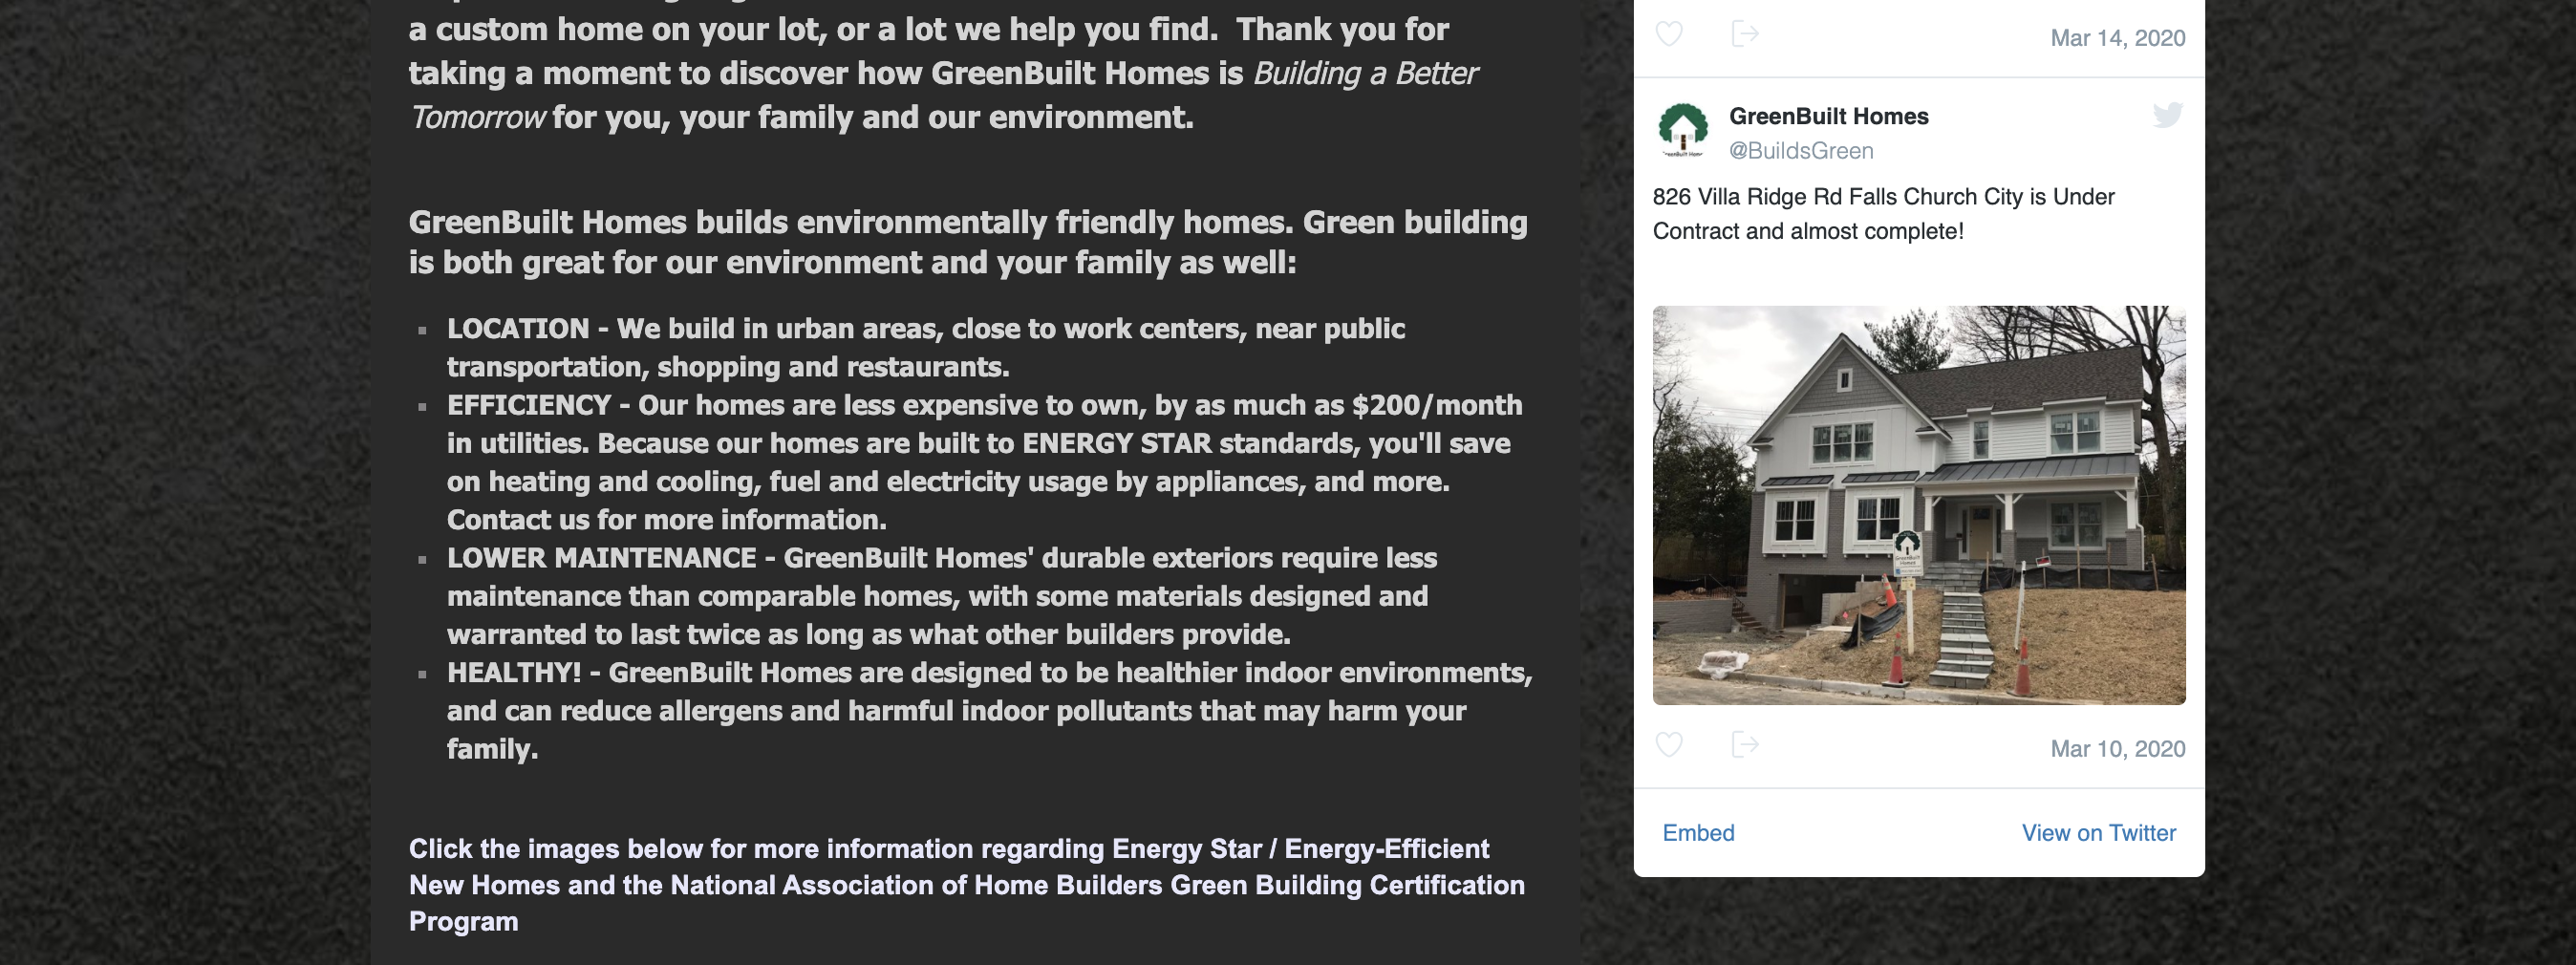 a custom home on your lot, or a lot we help you find.  Thank you for
taking a moment to discover how GreenBuilt Homes is Building a Better
Tomorrow for you, your family and our environment.
GreenBuilt Homes builds environmentally friendly homes. Green building
is both great for our environment and your family as well:
▪ LOCATION - We build in urban areas, close to work centers, near public
transportation, shopping and restaurants.
▪ EFFICIENCY - Our homes are less expensive to own, by as much as $200/month
in utilities. Because our homes are built to ENERGY STAR standards, you'll save
on heating and cooling, fuel and electricity usage by appliances, and more.
Contact us for more information.
▪ LOWER MAINTENANCE - GreenBuilt Homes' durable exteriors require less
maintenance than comparable homes, with some materials designed and
warranted to last twice as long as what other builders provide.
▪ HEALTHY! - GreenBuilt Homes are designed to be healthier indoor environments,
and can reduce allergens and harmful indoor pollutants that may harm your
family.
Click the images below for more information regarding Energy Star / Energy-Efficient
New Homes and the National Association of Home Builders Green Building Certification
Program
Mar 14, 2020
GreenBuilt Homes
@BuildsGreen
826 Villa Ridge Rd Falls Church City is Under
Contract and almost complete!
GreenBuilt
Homes
Mar 10, 2020
Embed
View on Twitter